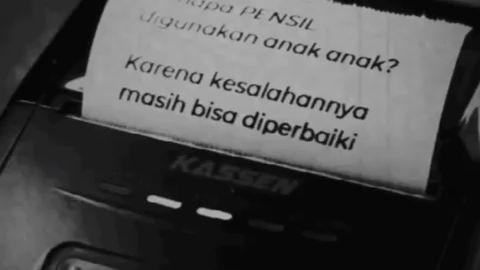 PENSIL
digunakan anak anak?
Karena kesalahannya
masih bisa diperbaiki
KASSEN